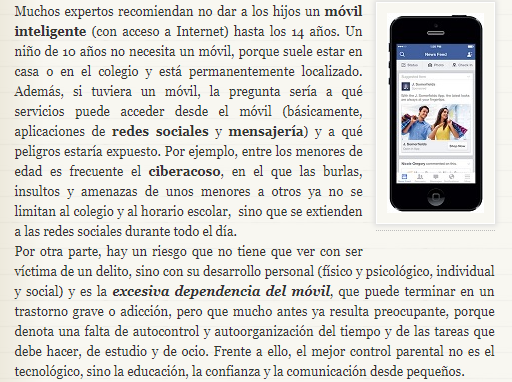 Muchos expertos recomiendan no dar a los hijos un móvil
inteligente (con acceso a Internet) hasta los 14 años. Un
niño de 10 años no necesita un móvil, porque suele estar en
casa o en el colegio y está permanentemente localizado.
Además, si tuviera un móvil, la pregunta sería a qué
servicios puede acceder desde el móvil (básicamente,
aplicaciones de redes sociales y mensajería) y a qué
peligros estaría expuesto. Por ejemplo, entre los menores de
edad es frecuente el ciberacoso, en el que las burlas,
insultos y amenazas de unos menores a otros ya no se
limitan al colegio y al horario escolar, sino que se extienden
a las redes sociales durante todo el día.
Por otra parte, hay un riesgo que no tiene que ver con ser
víctima de un delito, sino con su desarrollo personal (físico y psicológico, individual
y social) y es la excesiva dependencia del móvil, que puede terminar en un
trastorno grave o adicción, pero que mucho antes ya resulta preocupante, porque
denota una falta de autocontrol y autoorganización del tiempo y de las tareas que
debe hacer, de estudio y de ocio. Frente a ello, el mejor control parental no es el
tecnológico, sino la educación, la confianza y la comunicación desde pequeños.
News Feed
Status
Photo
Check In
J. Somerfields
Shop Now